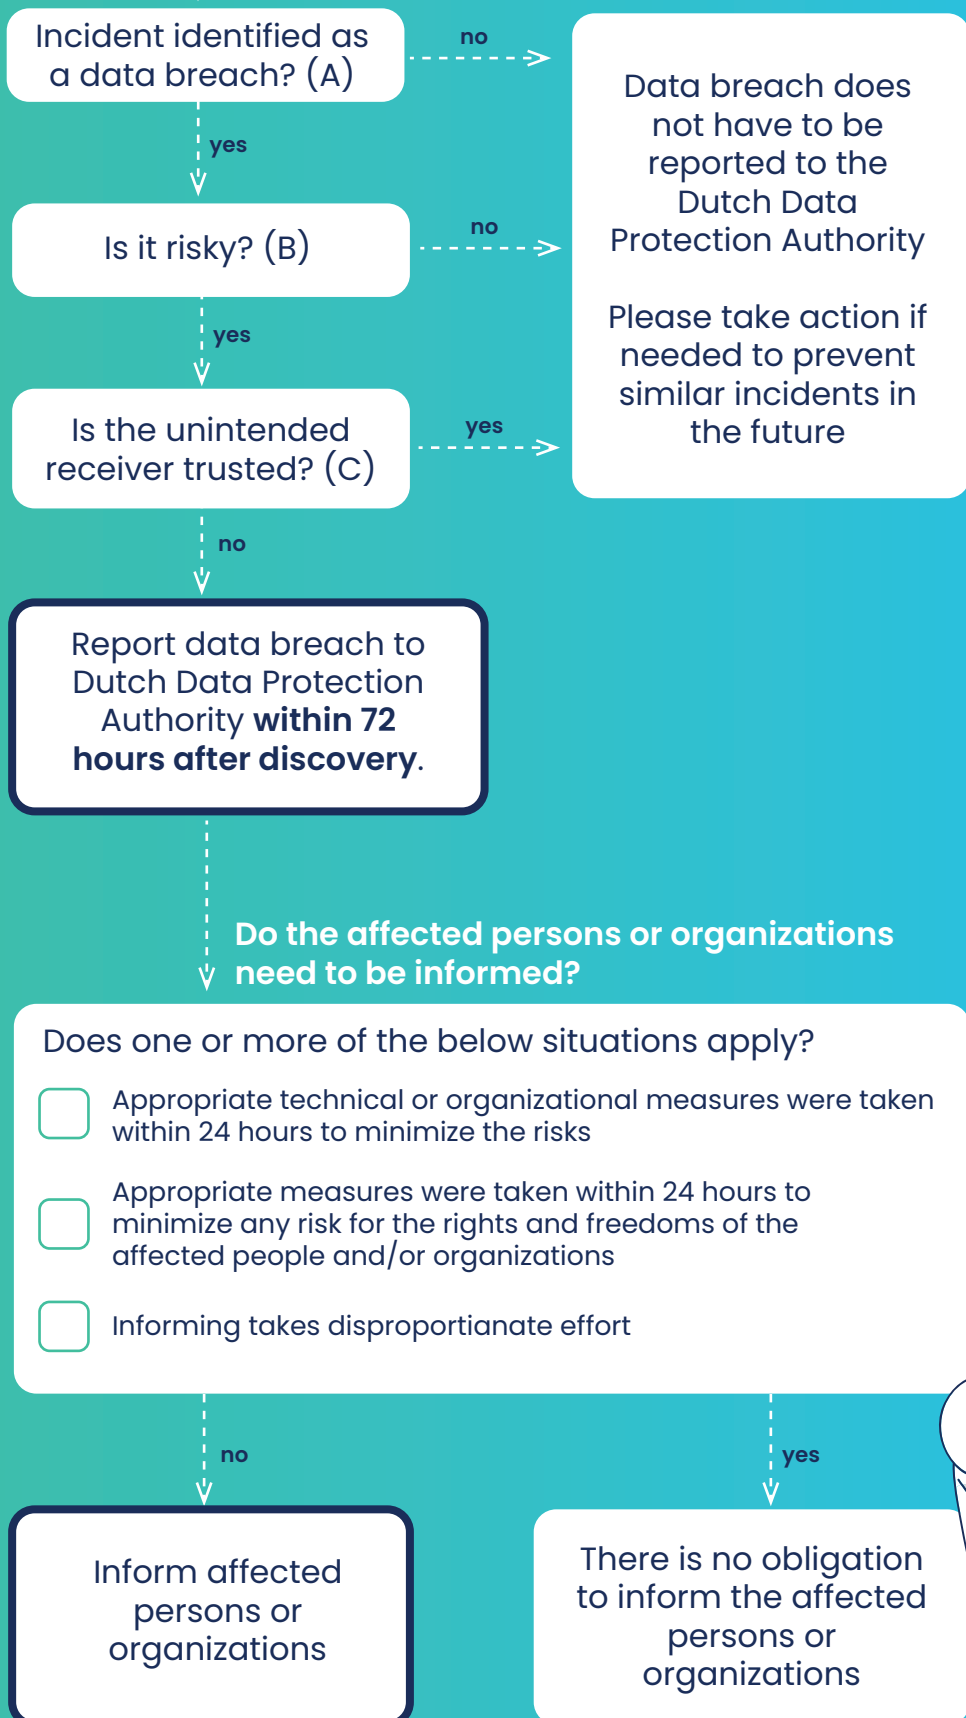 Incident identified as
a data breach? (A)
no
yes
Data breach does
not have to be
reported to the
Dutch Data
Protection Authority
Please take action if
needed to prevent
similar incidents in
the future
Is it risky? (B)
no
yes
Is the unintended
receiver trusted? (C)
yes
no
Report data breach to
Dutch Data Protection
Authority within 72
hours after discovery.
Do the affected persons or organizations
need to be informed?
Does one or more of the below situations apply?
Appropriate technical or organizational measures were taken
within 24 hours to minimize the risks
Appropriate measures were taken within 24 hours to
minimize any risk for the rights and freedoms of the
affected people and/or organizations
Informing takes disproportianate effort
no
yes
Inform affected
persons or
organizations
There is no obligation
to inform the affected
persons or
organizations